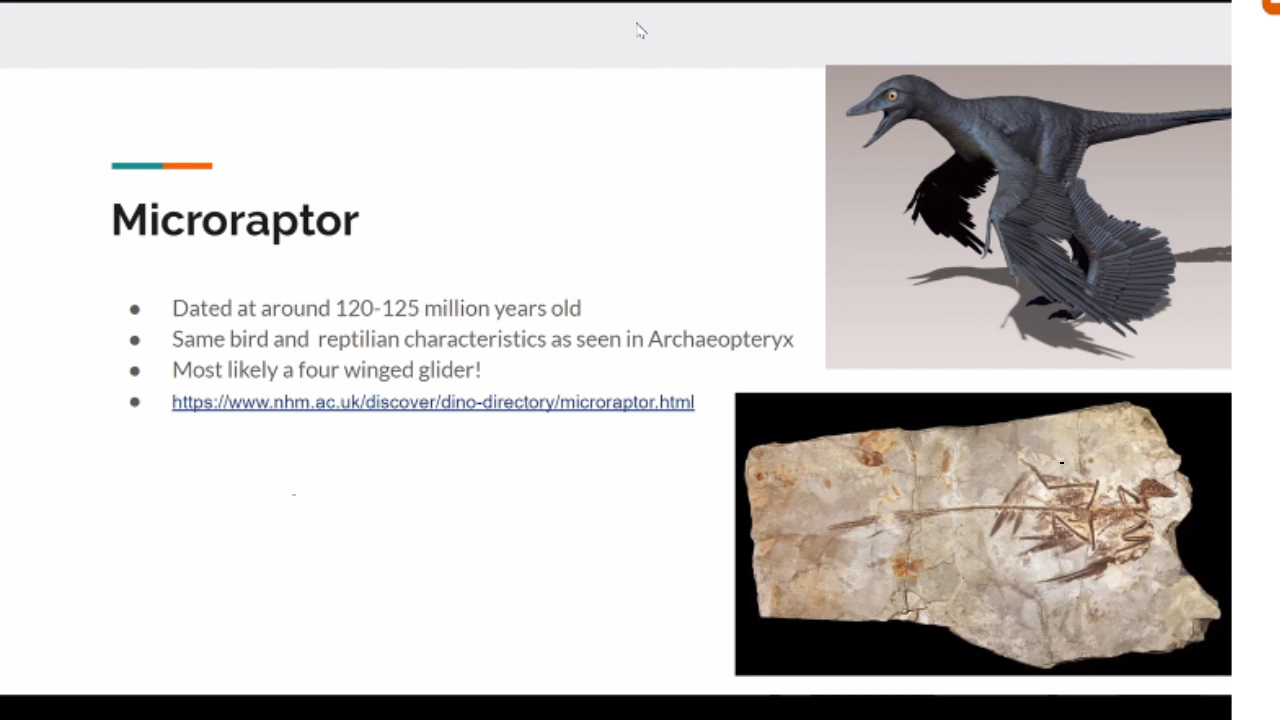 Microraptor
● Dated at around 120-125 million years old
● Same bird and reptilian characteristics as seen in Archaeopteryx
● Most likely a four winged glider!
● https://www.nhm.ac.uk/discover/dino-directory/microraptor.html